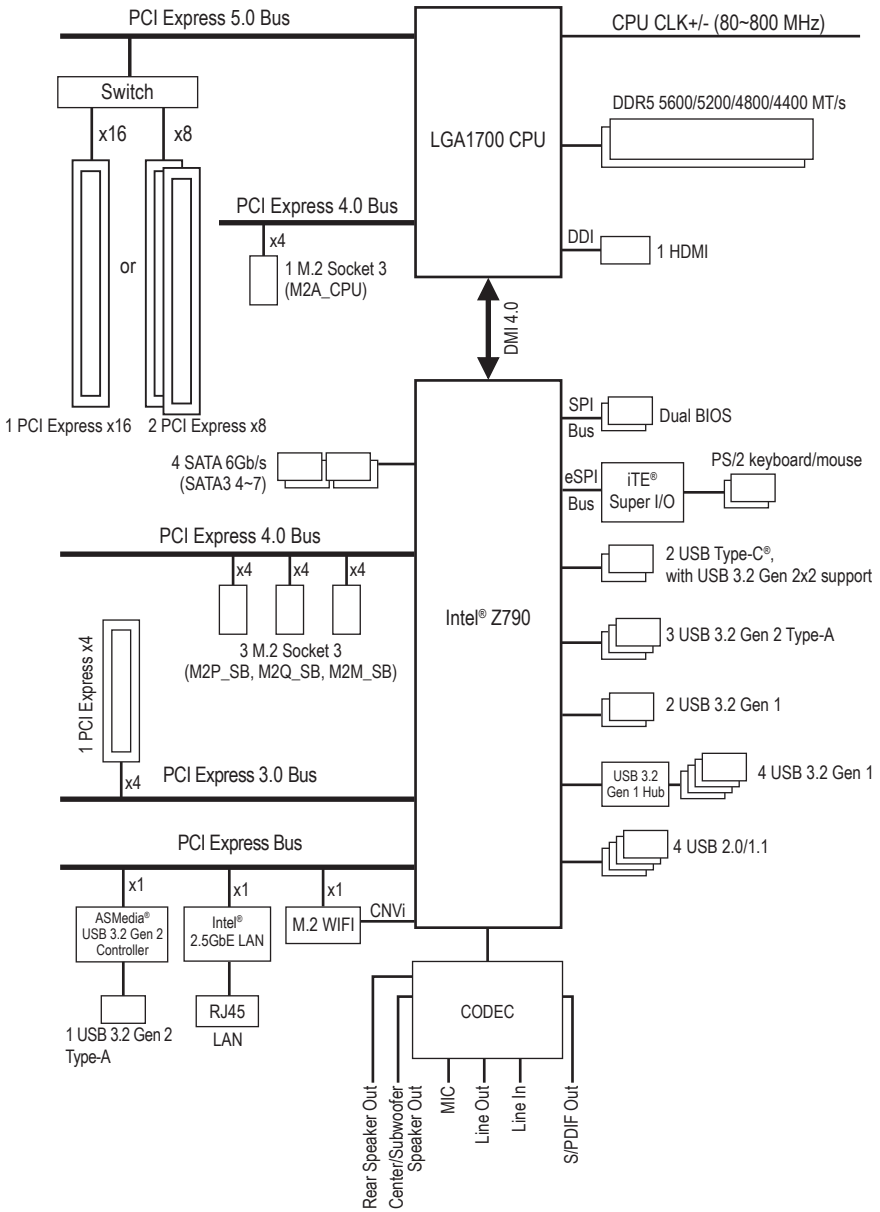 PCI Express 5.0 Bus
CPU CLK+/- (80~800 MHz)
Switch
x16
x8
LGA1700 CPU
DDR5 5600/5200/4800/4400 MT/s
PCI Express 4.0 Bus
x4
1 M.2 Socket 3
(M2A_CPU)
or
DDI
1 HDMI
DMI 4.0
1 PCI Express x16
2 PCI Express x8
SPI
Bus
Dual BIOS
4 SATA 6Gb/s
(SATA3 4~7)
eSPI
Bus
iTE®
Super I/O
PS/2 keyboard/mouse
PCI Express 4.0 Bus
x4
x4
x4
3 M.2 Socket 3
(M2P_SB, M2Q_SB, M2M_SB)
Intel® Z790
2 USB Type-C®,
with USB 3.2 Gen 2x2 support
3 USB 3.2 Gen 2 Type-A
2 USB 3.2 Gen 1
1 PCI Express x4
x4
PCI Express 3.0 Bus
USB 3.2
Gen 1 Hub
4 USB 3.2 Gen 1
4 USB 2.0/1.1
PCI Express Bus
x1
x1
x1
ASMedia®
USB 3.2 Gen 2
Controller
Intel®
2.5GbE LAN
M.2 WIFI
CNVi
1 USB 3.2 Gen 2
Type-A
RJ45
LAN
CODEC
Rear Speaker Out
Center/Subwoofer
Speaker Out
MIC
Line Out
Line In
S/PDIF Out